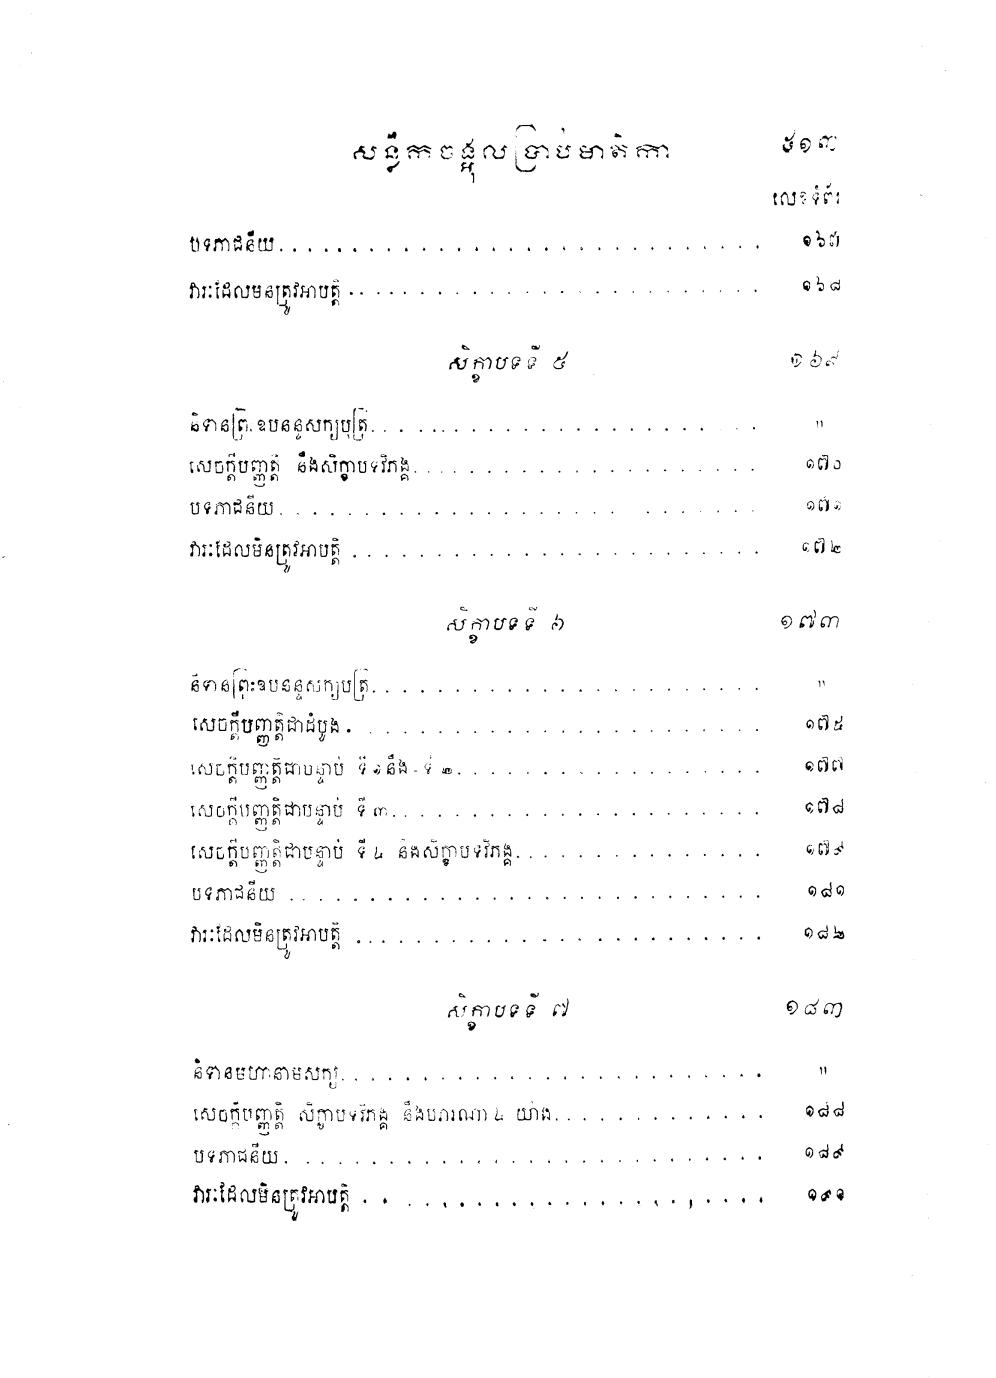 សន្លឹកចង្អុលប្រាប់មាតិកា ៥១៣
លេខទំព័រ
បទភាជនីយ ១៦៧
វារៈដែលមិនត្រូវអាបត្តិ ១៦៨
សិក្ខាបទទី ៥ ១៦៩
និទានព្រះឧបនន្ទសក្យបុត្រ "
សេចក្តីបញ្ញត្តិ នឹងសិក្ខាបទវិភង្គ ១៧០
បទភាជនីយ ១៧១
វារៈដែលមិនត្រូវអាបត្តិ ១៧២
សិក្ខាបទទី ៦ ១៧៣
និទានព្រះឧបនន្ទសក្យបុត្រ "
សេចក្តីបញ្ញត្តិជាដំបូង ១៧៥
សេចក្តីបញ្ញត្តិជាបន្ទាប់ ទី ១ នឹង ទី ២ ១៧៧
សេចក្តីបញ្ញត្តិជាបន្ទាប់ ទី ៣ ១៧៨
សេចក្តីបញ្ញត្តិជាបន្ទាប់ ទី ៤ នឹងសិក្ខាបទវិភង្គ ១៧៩
បទភាជនីយ ១៨១
វារៈដែលមិនត្រូវអាបត្តិ ១៨២
សិក្ខាបទទី ៧ ១៨៣
និទានមហានាមសក្យ "
សេចក្តីបញ្ញត្តិ សិក្ខាបទវិភង្គ នឹងបវារណា ៤ យ៉ាង ១៨៨
បទភាជនីយ ១៨៩
វារៈដែលមិនត្រូវអាបត្តិ ១៩១